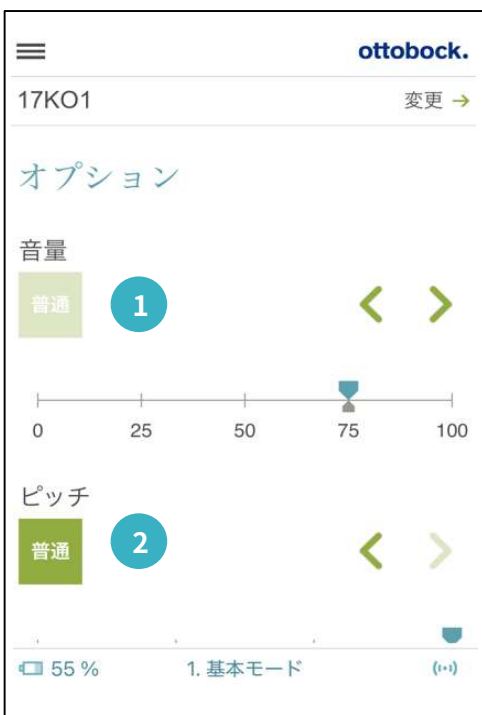 ottobock.
17KO1 変更 →
オプション
音量
普通 1
0 25 50 75 100
ピッチ
普通 2
55 % 1. 基本モード